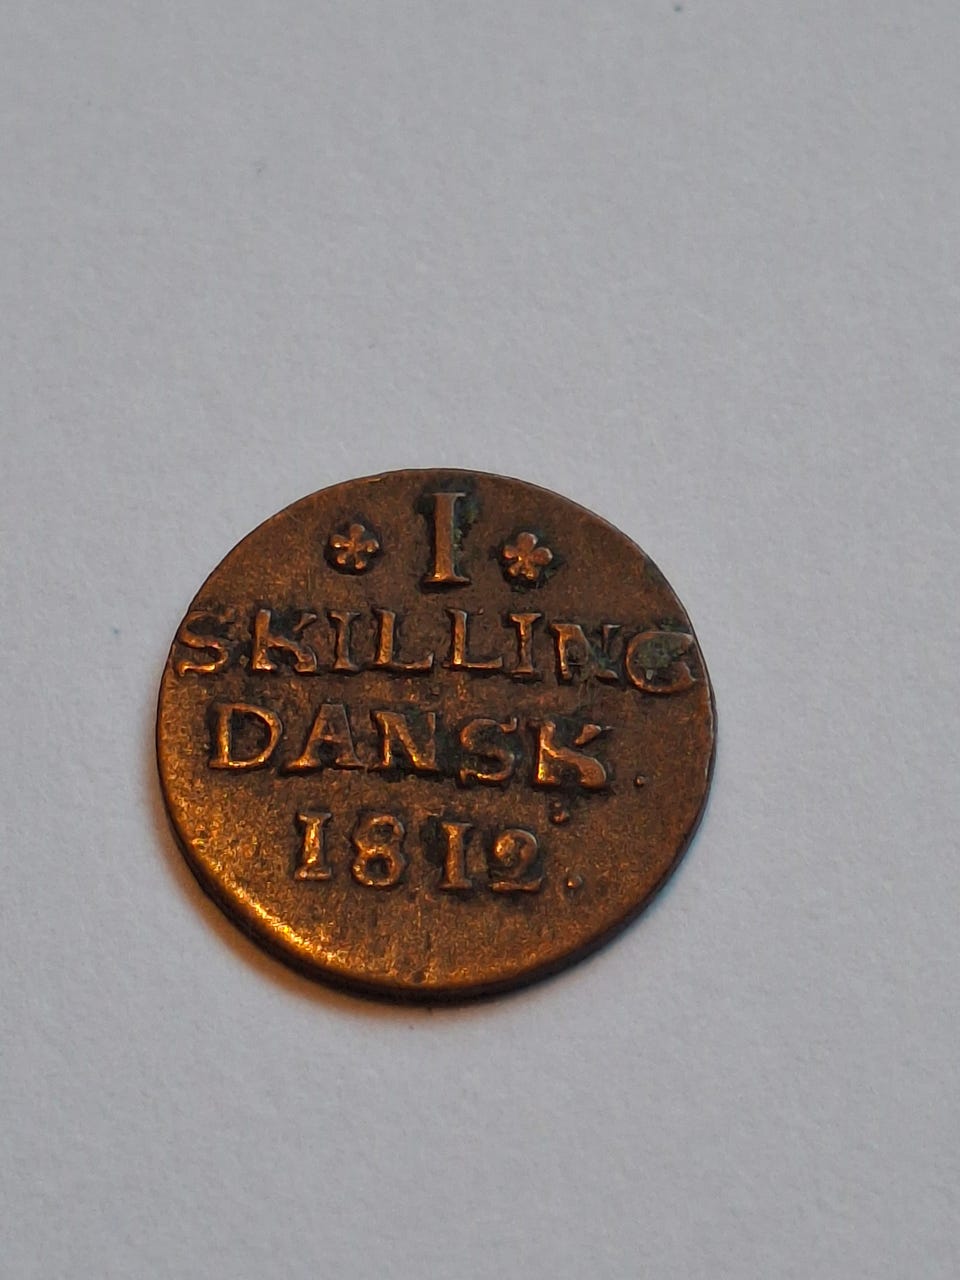 I
SKILLING
DANSK.
1812.